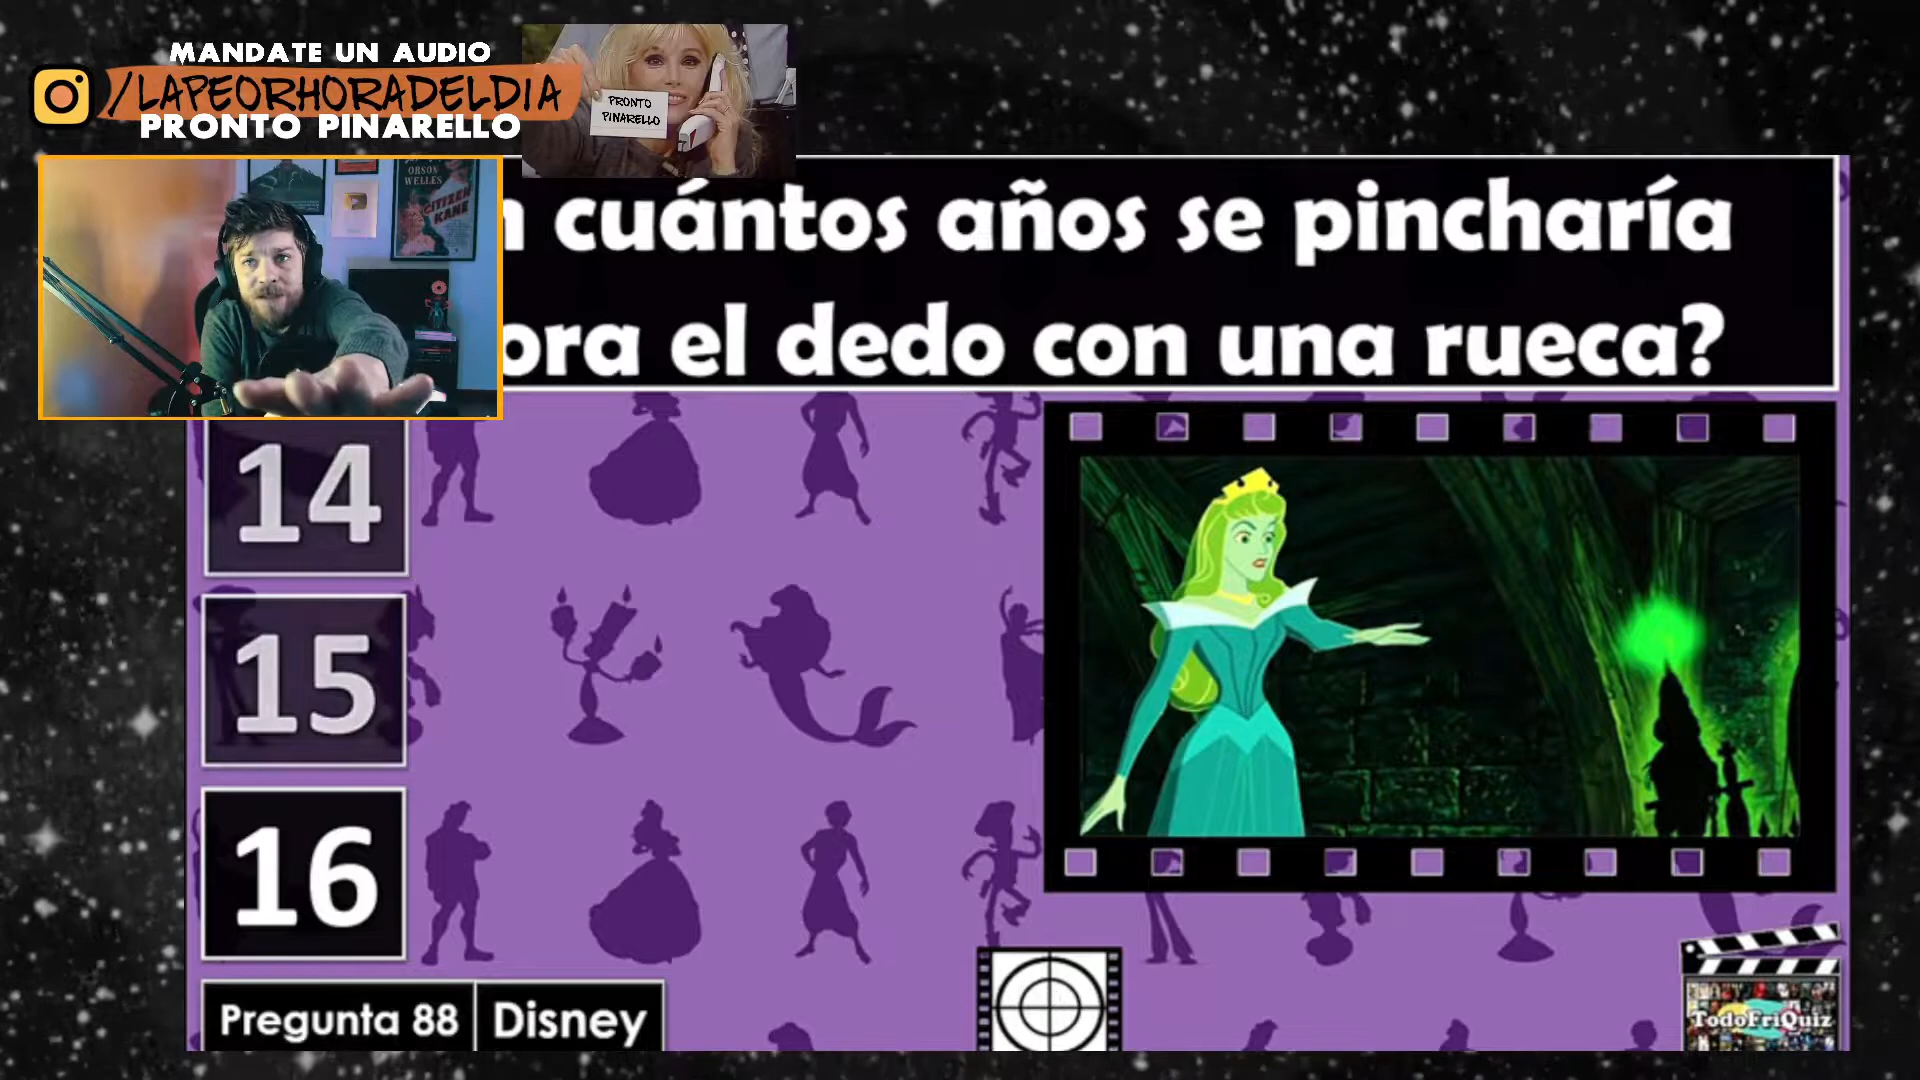 MANDATE UN AUDIO
/LAPEORHORADELDIA
PRONTO PINARELLO
PRONTO
PINARELLO
ORSON
WELLES
CITIZEN
KANE
n cuántos años se pincharía
ora el dedo con una rueca?
14
15
16
Pregunta 88
Disney
TodoFriQuiz